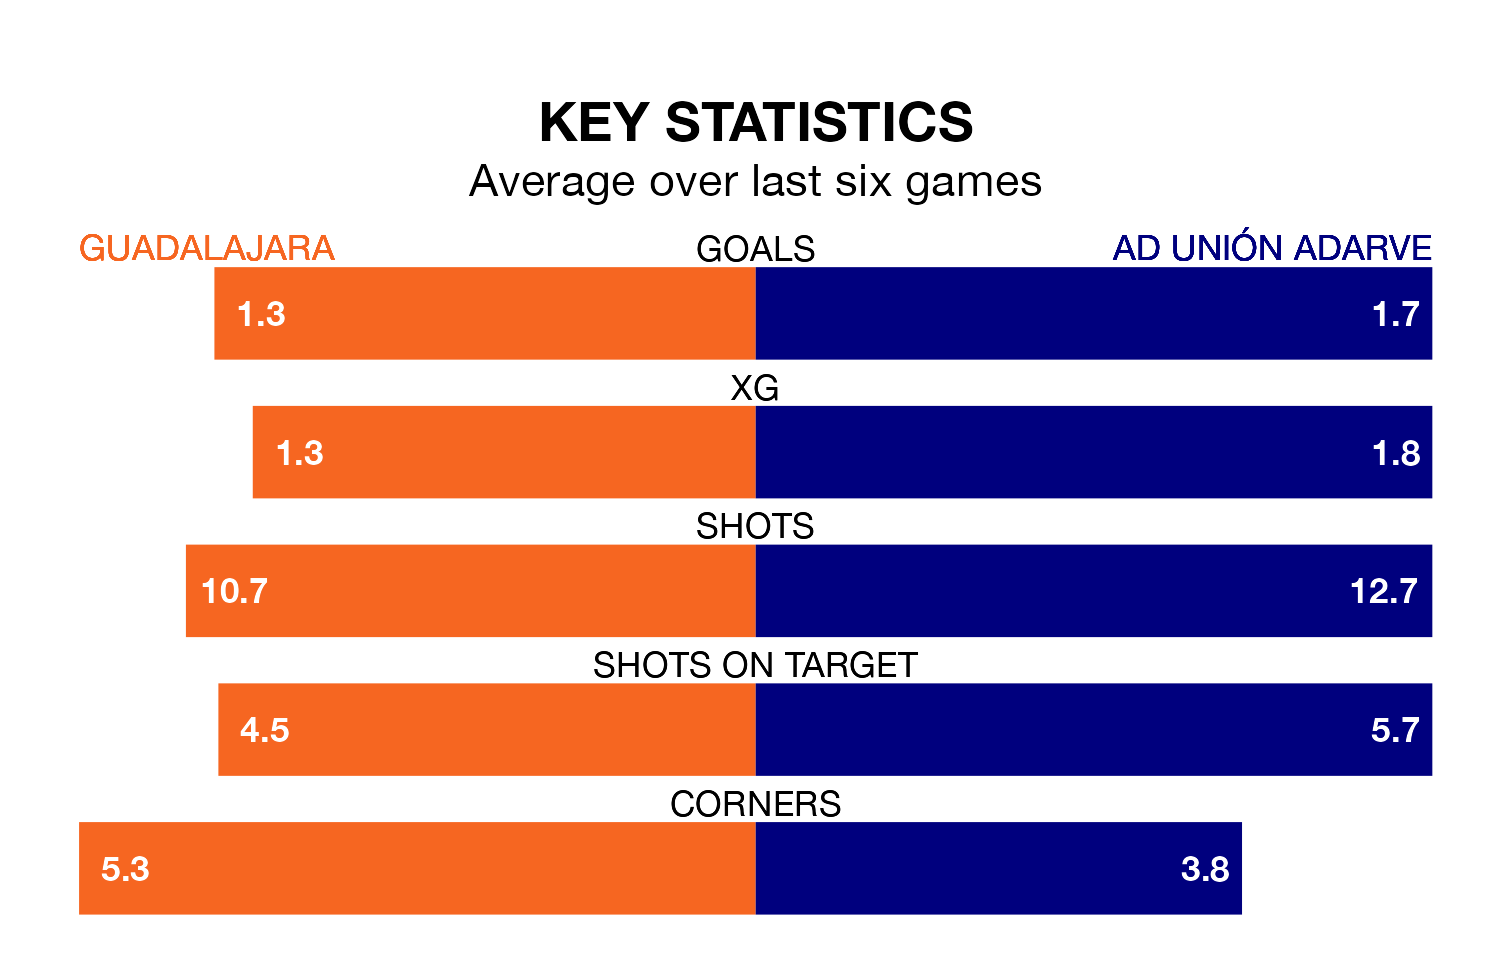 KEY STATISTICS
Average over last six games
GUADALAJARA GOALS AD UNIÓN ADARVE
1.3 1.7
XG
1.3 1.8
SHOTS
10.7 12.7
SHOTS ON TARGET
4.5 5.7
CORNERS
5.3 3.8